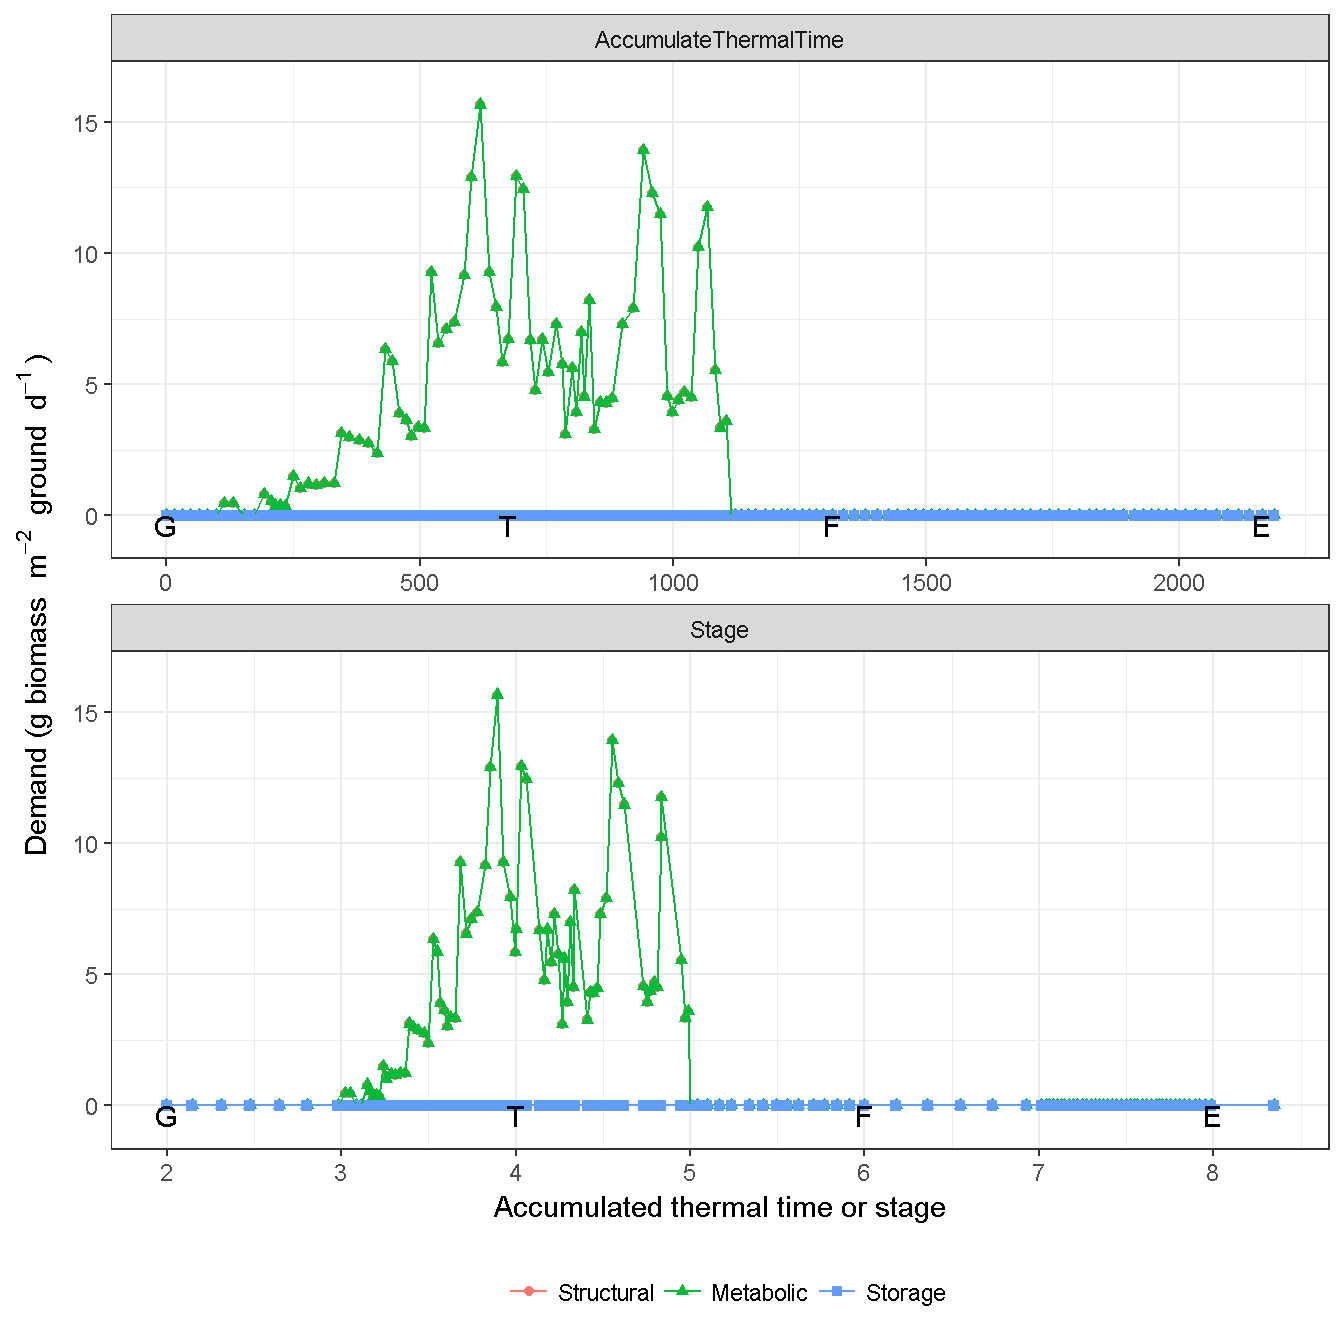 AccumulateThermalTime
15
10
5
0
G T F E
0 500 1000 1500 2000
Demand (g biomass m⁻² ground d⁻¹ )
Stage
15
10
5
0
G T F E
2 3 4 5 6 7 8
Accumulated thermal time or stage
Structural Metabolic Storage